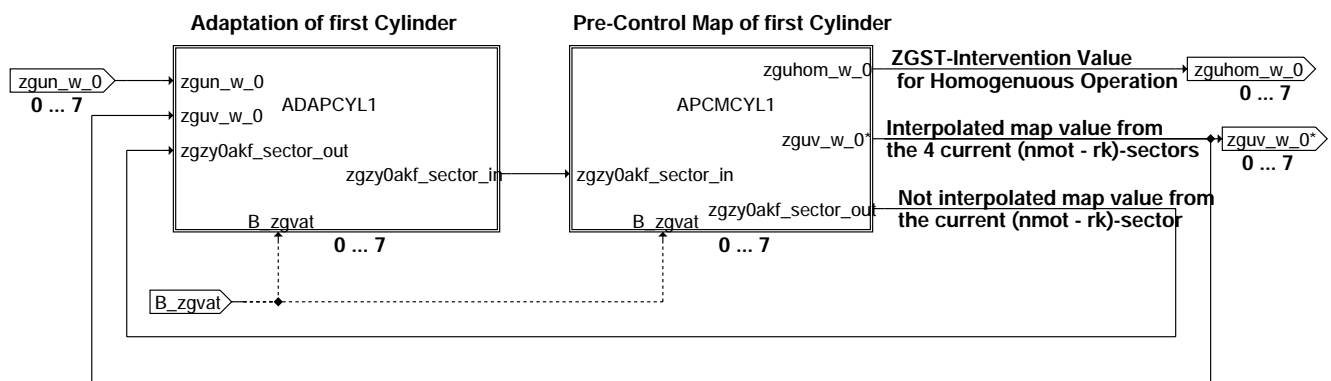 Adaptation of first Cylinder
Pre-Control Map of first Cylinder
zgun_w_0
0 ... 7
zgun_w_0
zguv_w_0
zgzy0akf_sector_out
ADAPCYL1
zgzy0akf_sector_in
B_zgvat
0 ... 7
zguhom_w_0
APCMCYL1
zguv_w_0*
zgzy0akf_sector_in
zgzy0akf_sector_out
B_zgvat
0 ... 7
ZGST-Intervention Value
for Homogenuous Operation
zguhom_w_0
0 ... 7
Interpolated map value from
the 4 current (nmot - rk)-sectors
zguv_w_0*
0 ... 7
Not interpolated map value from
the current (nmot - rk)-sector
B_zgvat